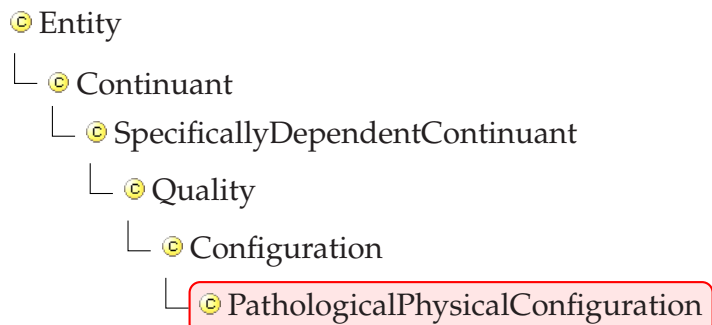 Entity
Continuant
SpecificallyDependentContinuant
Quality
Configuration
PathologicalPhysicalConfiguration